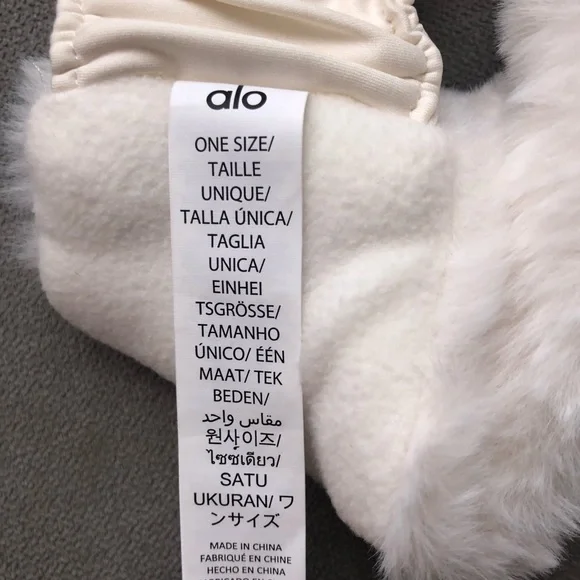 alo
ONE SIZE/
TAILLE
UNIQUE/
TALLA ÚNICA/
TAGLIA
UNICA/
EINHEI
TSGRÖSSE/
TAMANHO
ÚNICO/ ÉÉN
MAAT/ TEK
BEDEN/
مقاس واحد/
원사이즈/
ไซซ์เดียว/
SATU
UKURAN/ ワ
ンサイズ
MADE IN CHINA
FABRIQUÉ EN CHINE
HECHO EN CHINA